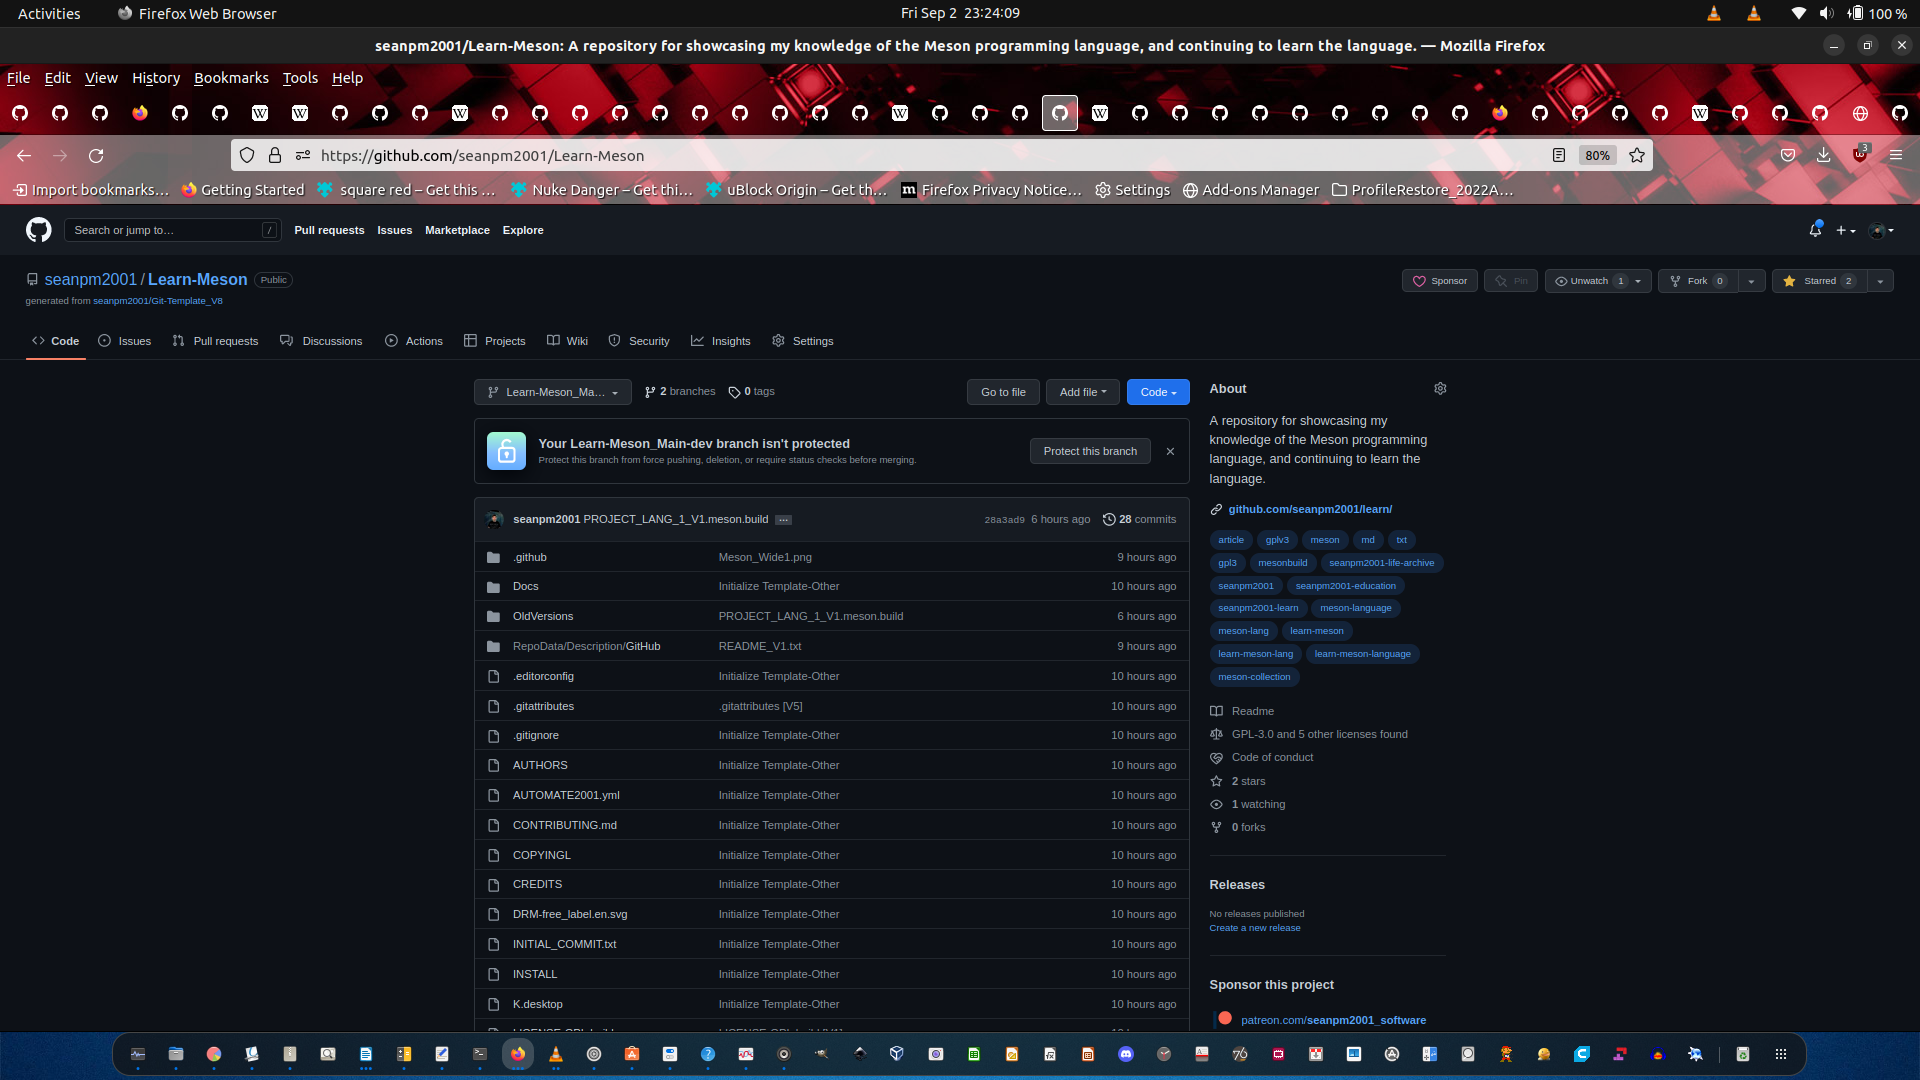 Activities
Firefox Web Browser
Fri Sep 2 23:24:09
100 %
seanpm2001/Learn-Meson: A repository for showcasing my knowledge of the Meson programming language, and continuing to learn the language. — Mozilla Firefox
File Edit View History Bookmarks Tools Help
https://github.com/seanpm2001/Learn-Meson
80%
3
Import bookmarks…
Getting Started
square red – Get this …
Nuke Danger – Get thi…
uBlock Origin – Get th…
Firefox Privacy Notice…
Settings
Add-ons Manager
ProfileRestore_2022A…
Search or jump to…
/
Pull requests
Issues
Marketplace
Explore
seanpm2001 / Learn-Meson
Public
generated from seanpm2001/Git-Template_V8
Sponsor
Pin
Unwatch 1
Fork 0
Starred 2
Code
Issues
Pull requests
Discussions
Actions
Projects
Wiki
Security
Insights
Settings
Learn-Meson_Ma…
2 branches
0 tags
Go to file
Add file
Code
Your Learn-Meson_Main-dev branch isn't protected
Protect this branch from force pushing, deletion, or require status checks before merging.
Protect this branch
seanpm2001 PROJECT_LANG_1_V1.meson.build …
28a3ad9 6 hours ago
28 commits
.github Meson_Wide1.png 9 hours ago
Docs Initialize Template-Other 10 hours ago
OldVersions PROJECT_LANG_1_V1.meson.build 6 hours ago
RepoData/Description/GitHub README_V1.txt 9 hours ago
.editorconfig Initialize Template-Other 10 hours ago
.gitattributes .gitattributes [V5] 10 hours ago
.gitignore Initialize Template-Other 10 hours ago
AUTHORS Initialize Template-Other 10 hours ago
AUTOMATE2001.yml Initialize Template-Other 10 hours ago
CONTRIBUTING.md Initialize Template-Other 10 hours ago
COPYINGL Initialize Template-Other 10 hours ago
CREDITS Initialize Template-Other 10 hours ago
DRM-free_label.en.svg Initialize Template-Other 10 hours ago
INITIAL_COMMIT.txt Initialize Template-Other 10 hours ago
INSTALL Initialize Template-Other 10 hours ago
K.desktop Initialize Template-Other 10 hours ago
About
A repository for showcasing my
knowledge of the Meson programming
language, and continuing to learn the
language.
github.com/seanpm2001/learn/
article gplv3 meson md txt
gpl3 mesonbuild seanpm2001-life-archive
seanpm2001 seanpm2001-education
seanpm2001-learn meson-language
meson-lang learn-meson
learn-meson-lang learn-meson-language
meson-collection
Readme
GPL-3.0 and 5 other licenses found
Code of conduct
2 stars
1 watching
0 forks
Releases
No releases published
Create a new release
Sponsor this project
patreon.com/seanpm2001_software